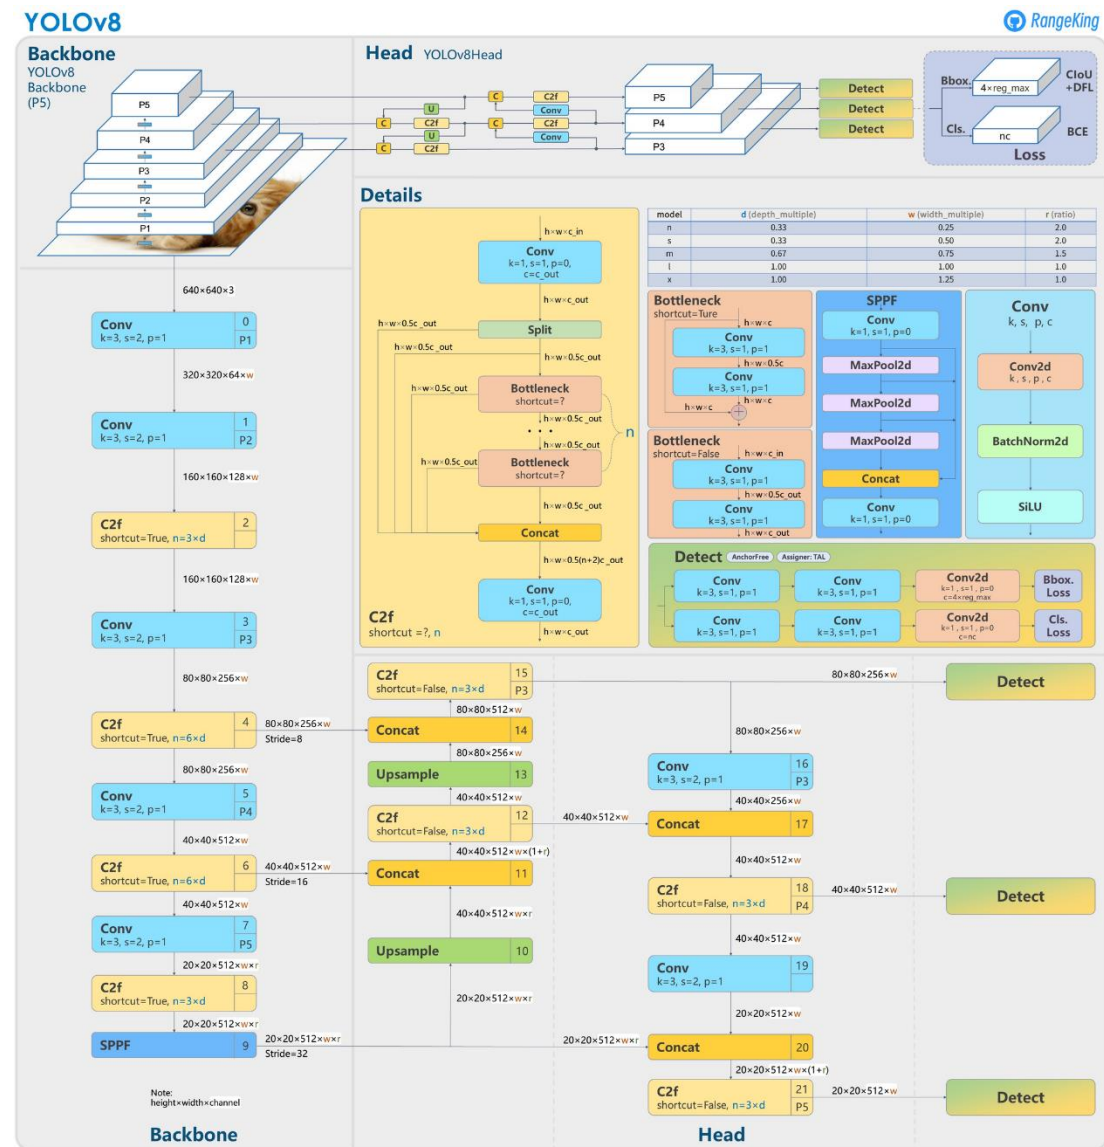 YOLOv8
RangeKing
Backbone
YOLOv8
Backbone
(P5)
P5
P4
P3
P2
P1
Head YOLOv8Head
U
U
C
C
C
C
C2f
C2f
C2f
C2f
Conv
Conv
P5
P4
P3
Detect
Detect
Detect
Bbox.
4×reg_max
CIoU
+DFL
Cls.
nc
BCE
Loss
640×640×3
Conv 0
k=3, s=2, p=1 P1
320×320×64×w
Conv 1
k=3, s=2, p=1 P2
160×160×128×w
C2f 2
shortcut=True, n=3×d
160×160×128×w
Conv 3
k=3, s=2, p=1 P3
80×80×256×w
C2f 4
shortcut=True, n=6×d
80×80×256×w
Stride=8
80×80×256×w
Conv 5
k=3, s=2, p=1 P4
40×40×512×w
C2f 6
shortcut=True, n=6×d
40×40×512×w
Stride=16
40×40×512×w
Conv 7
k=3, s=2, p=1 P5
20×20×512×w×r
C2f 8
shortcut=True, n=3×d
20×20×512×w×r
SPPF 9
20×20×512×w×r
Stride=32
Note:
height×width×channel
Backbone
Details
h×w×c_in
Conv
k=1, s=1, p=0,
c=c_out
h×w×c_out
Split
h×w×0.5c_out
h×w×0.5c_out
h×w×0.5c_out
h×w×0.5c_out
Bottleneck
shortcut=?
h×w×0.5c_out
• • •
h×w×0.5c_out
n
h×w×0.5c_out
Bottleneck
shortcut=?
h×w×0.5c_out
Concat
h×w×0.5(n+2)c_out
Conv
k=1, s=1, p=0,
c=c_out
h×w×c_out
C2f
shortcut =?, n
model d (depth_multiple) w (width_multiple) r (ratio)
n 0.33 0.25 2.0
s 0.33 0.50 2.0
m 0.67 0.75 1.5
l 1.00 1.00 1.0
x 1.00 1.25 1.0
Bottleneck
shortcut=Ture
h×w×c
Conv
k=3, s=1, p=1
h×w×0.5c
Conv
k=3, s=1, p=1
h×w×c
h×w×c
+
Bottleneck
shortcut=False
h×w×c_in
Conv
k=3, s=1, p=1
h×w×0.5c_out
Conv
k=3, s=1, p=1
h×w×c_out
SPPF
Conv
k=1, s=1, p=0
MaxPool2d
MaxPool2d
MaxPool2d
Concat
Conv
k=1, s=1, p=0
Conv
k, s, p, c
Conv2d
k, s, p, c
BatchNorm2d
SiLU
Detect AnchorFree Assigner: TAL
Conv
k=3, s=1, p=1
Conv
k=3, s=1, p=1
Conv2d
k=1, s=1, p=0
c=4×reg_max
Bbox.
Loss
Conv
k=3, s=1, p=1
Conv
k=3, s=1, p=1
Conv2d
k=1, s=1, p=0
c=nc
Cls.
Loss
C2f 15
shortcut=False, n=3×d P3
80×80×256×w
Detect
80×80×512×w
Concat 14
80×80×256×w
Upsample 13
40×40×512×w
C2f 12
shortcut=False, n=3×d
40×40×512×w
40×40×512×w×(1+r)
Concat 11
40×40×512×w×r
Upsample 10
20×20×512×w×r
80×80×256×w
Conv 16
k=3, s=2, p=1 P3
40×40×256×w
Concat 17
40×40×512×w
C2f 18
shortcut=False, n=3×d P4
40×40×512×w
Detect
40×40×512×w
Conv 19
k=3, s=2, p=1
20×20×512×w
20×20×512×w×r
Concat 20
20×20×512×w×(1+r)
C2f 21
shortcut=False, n=3×d P5
20×20×512×w
Detect
Head